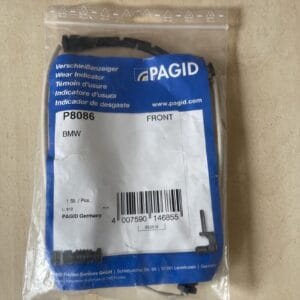 PAGID
www.pagid.com
Verschleißanzeiger
Wear Indicator
Témoin d'usure
Indicatore d'usura
Indicador de desgaste
P8086
FRONT
BMW
1 St. / Pcs.
PAGID Germany
4 007590 146855